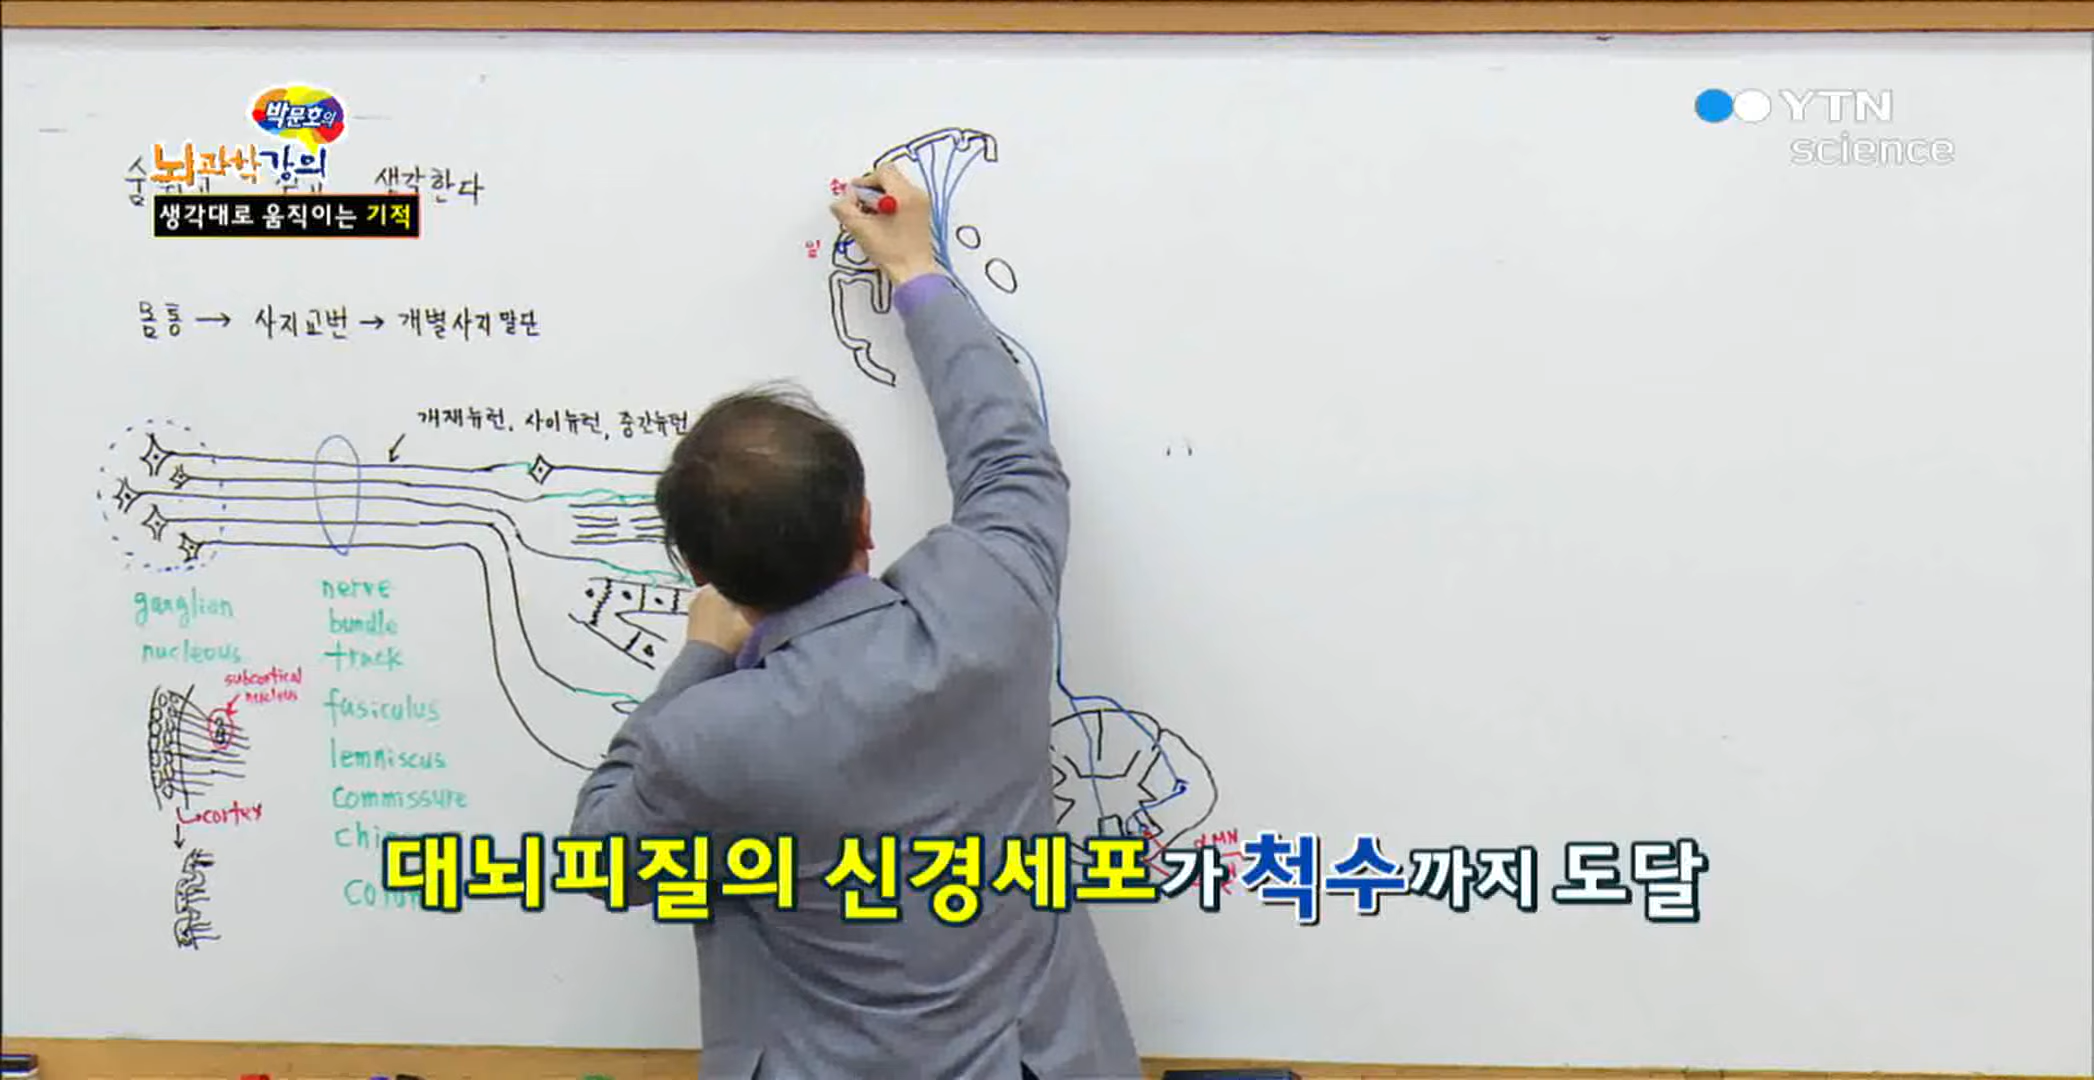 박문호의
뇌과학강의
생각한다
생각대로 움직이는 기적
YTN
science
입
몸통 → 사지교번 → 개별사지말단
개재뉴런, 사이뉴런, 중간뉴런
ganglion
nucleous
nerve
bundle
track
subcortical
nucleus
fusiculus
lemniscus
commissure
cortex
αMN
대뇌피질의 신경세포가 척수까지 도달